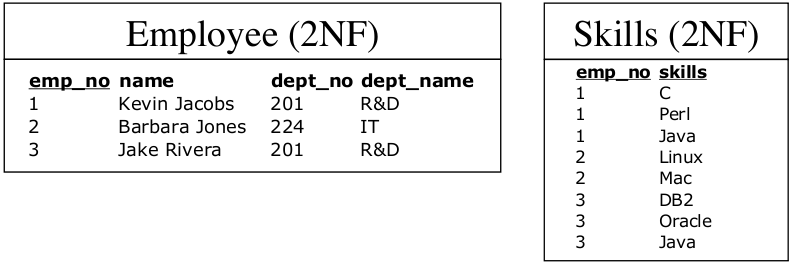 Employee (2NF)
emp_no name dept_no dept_name
1 Kevin Jacobs 201 R&D
2 Barbara Jones 224 IT
3 Jake Rivera 201 R&D
Skills (2NF)
emp_no skills
1 C
1 Perl
1 Java
2 Linux
2 Mac
3 DB2
3 Oracle
3 Java